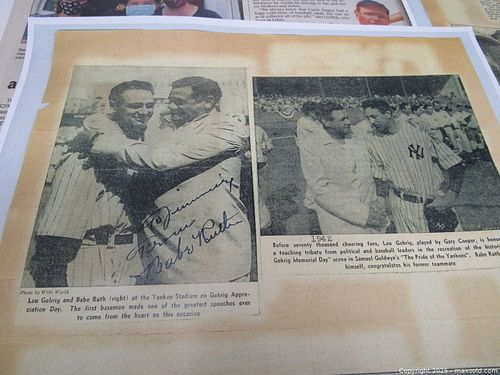 To Jimmie
From
Babe Ruth
Photo by Wide World
Lou Gehrig and Babe Ruth (right) at the Yankee Stadium on Gehrig Appre-
ciation Day. The first baseman made one of the greatest speeches ever
to come from the heart on this occasion
1942
Before seventy thousand cheering fans, Lou Gehrig, played by Gary Cooper, is honor
a touching tribute from political and baseball leaders in the recreation of the histori
Gehrig Memorial Day" scene in Samuel Goldwyn's "The Pride of the Yankees". Babe Ruth
himself, congratulates his former teammate
Copyright 2025 - maxsold.com